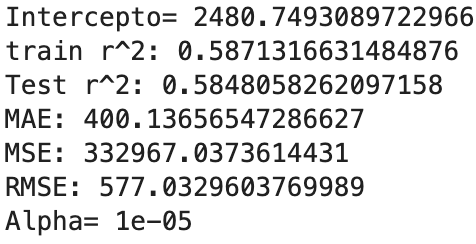 Intercepto= 2480.7493089722966
train r^2: 0.5871316631484876
Test r^2: 0.5848058262097158
MAE: 400.13656547286627
MSE: 332967.0373614431
RMSE: 577.0329603769989
Alpha= 1e-05